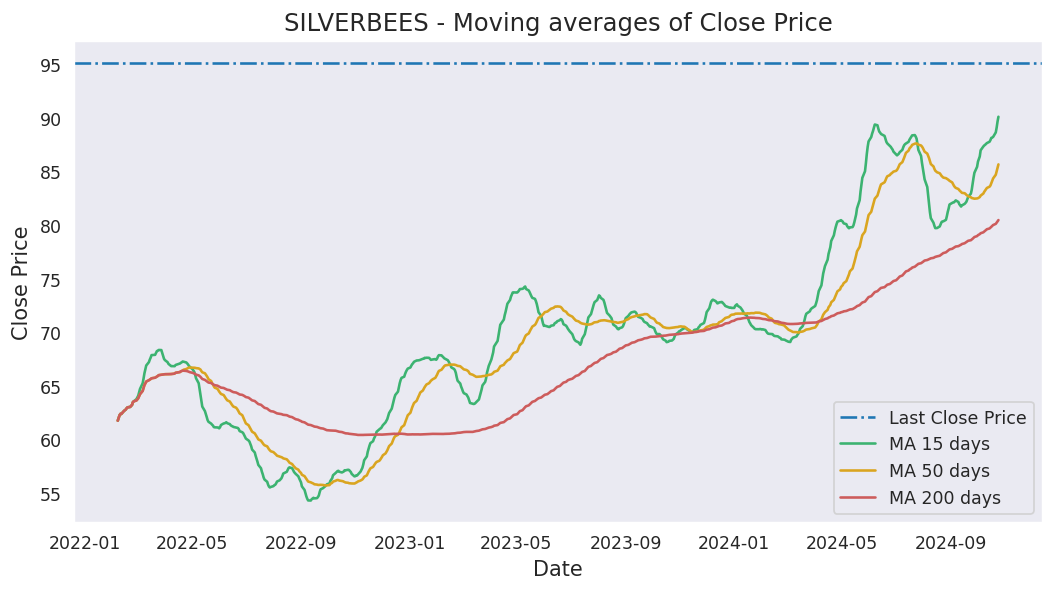 SILVERBEES - Moving averages of Close Price
Close Price
95
90
85
80
75
70
65
60
55
Last Close Price
MA 15 days
MA 50 days
MA 200 days
2022-01 2022-05 2022-09 2023-01 2023-05 2023-09 2024-01 2024-05 2024-09
Date